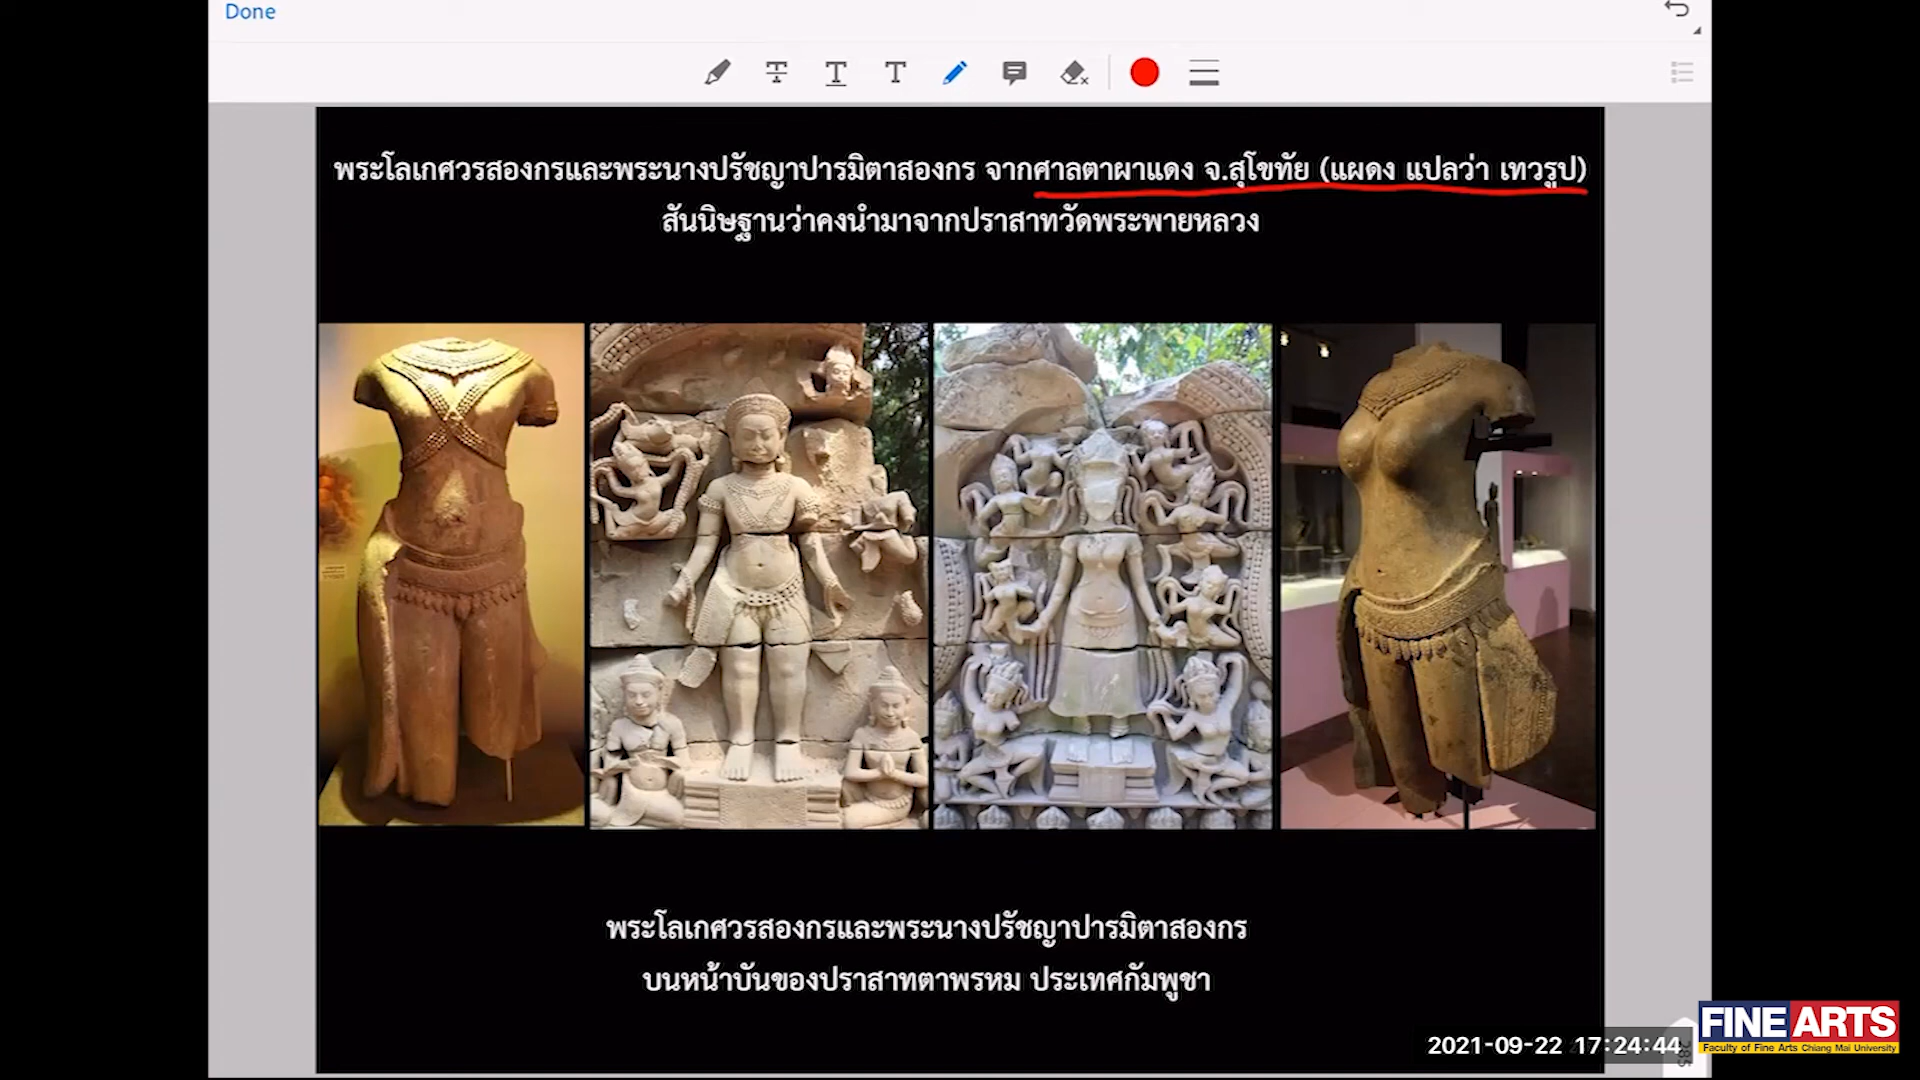 Done
พระโลเกศวรสองกรและพระนางปรัชญาปารมิตาสองกร จากศาลตาผาแดง จ.สุโขทัย (แผดง แปลว่า เทวรูป)
สันนิษฐานว่าคงนำมาจากปราสาทวัดพระพายหลวง
พระโลเกศวรสองกรและพระนางปรัชญาปารมิตาสองกร
บนหน้าบันของปราสาทตาพรหม ประเทศกัมพูชา
2021-09-22 17:24:44
FINE ARTS
Faculty of Fine Arts Chiang Mai University